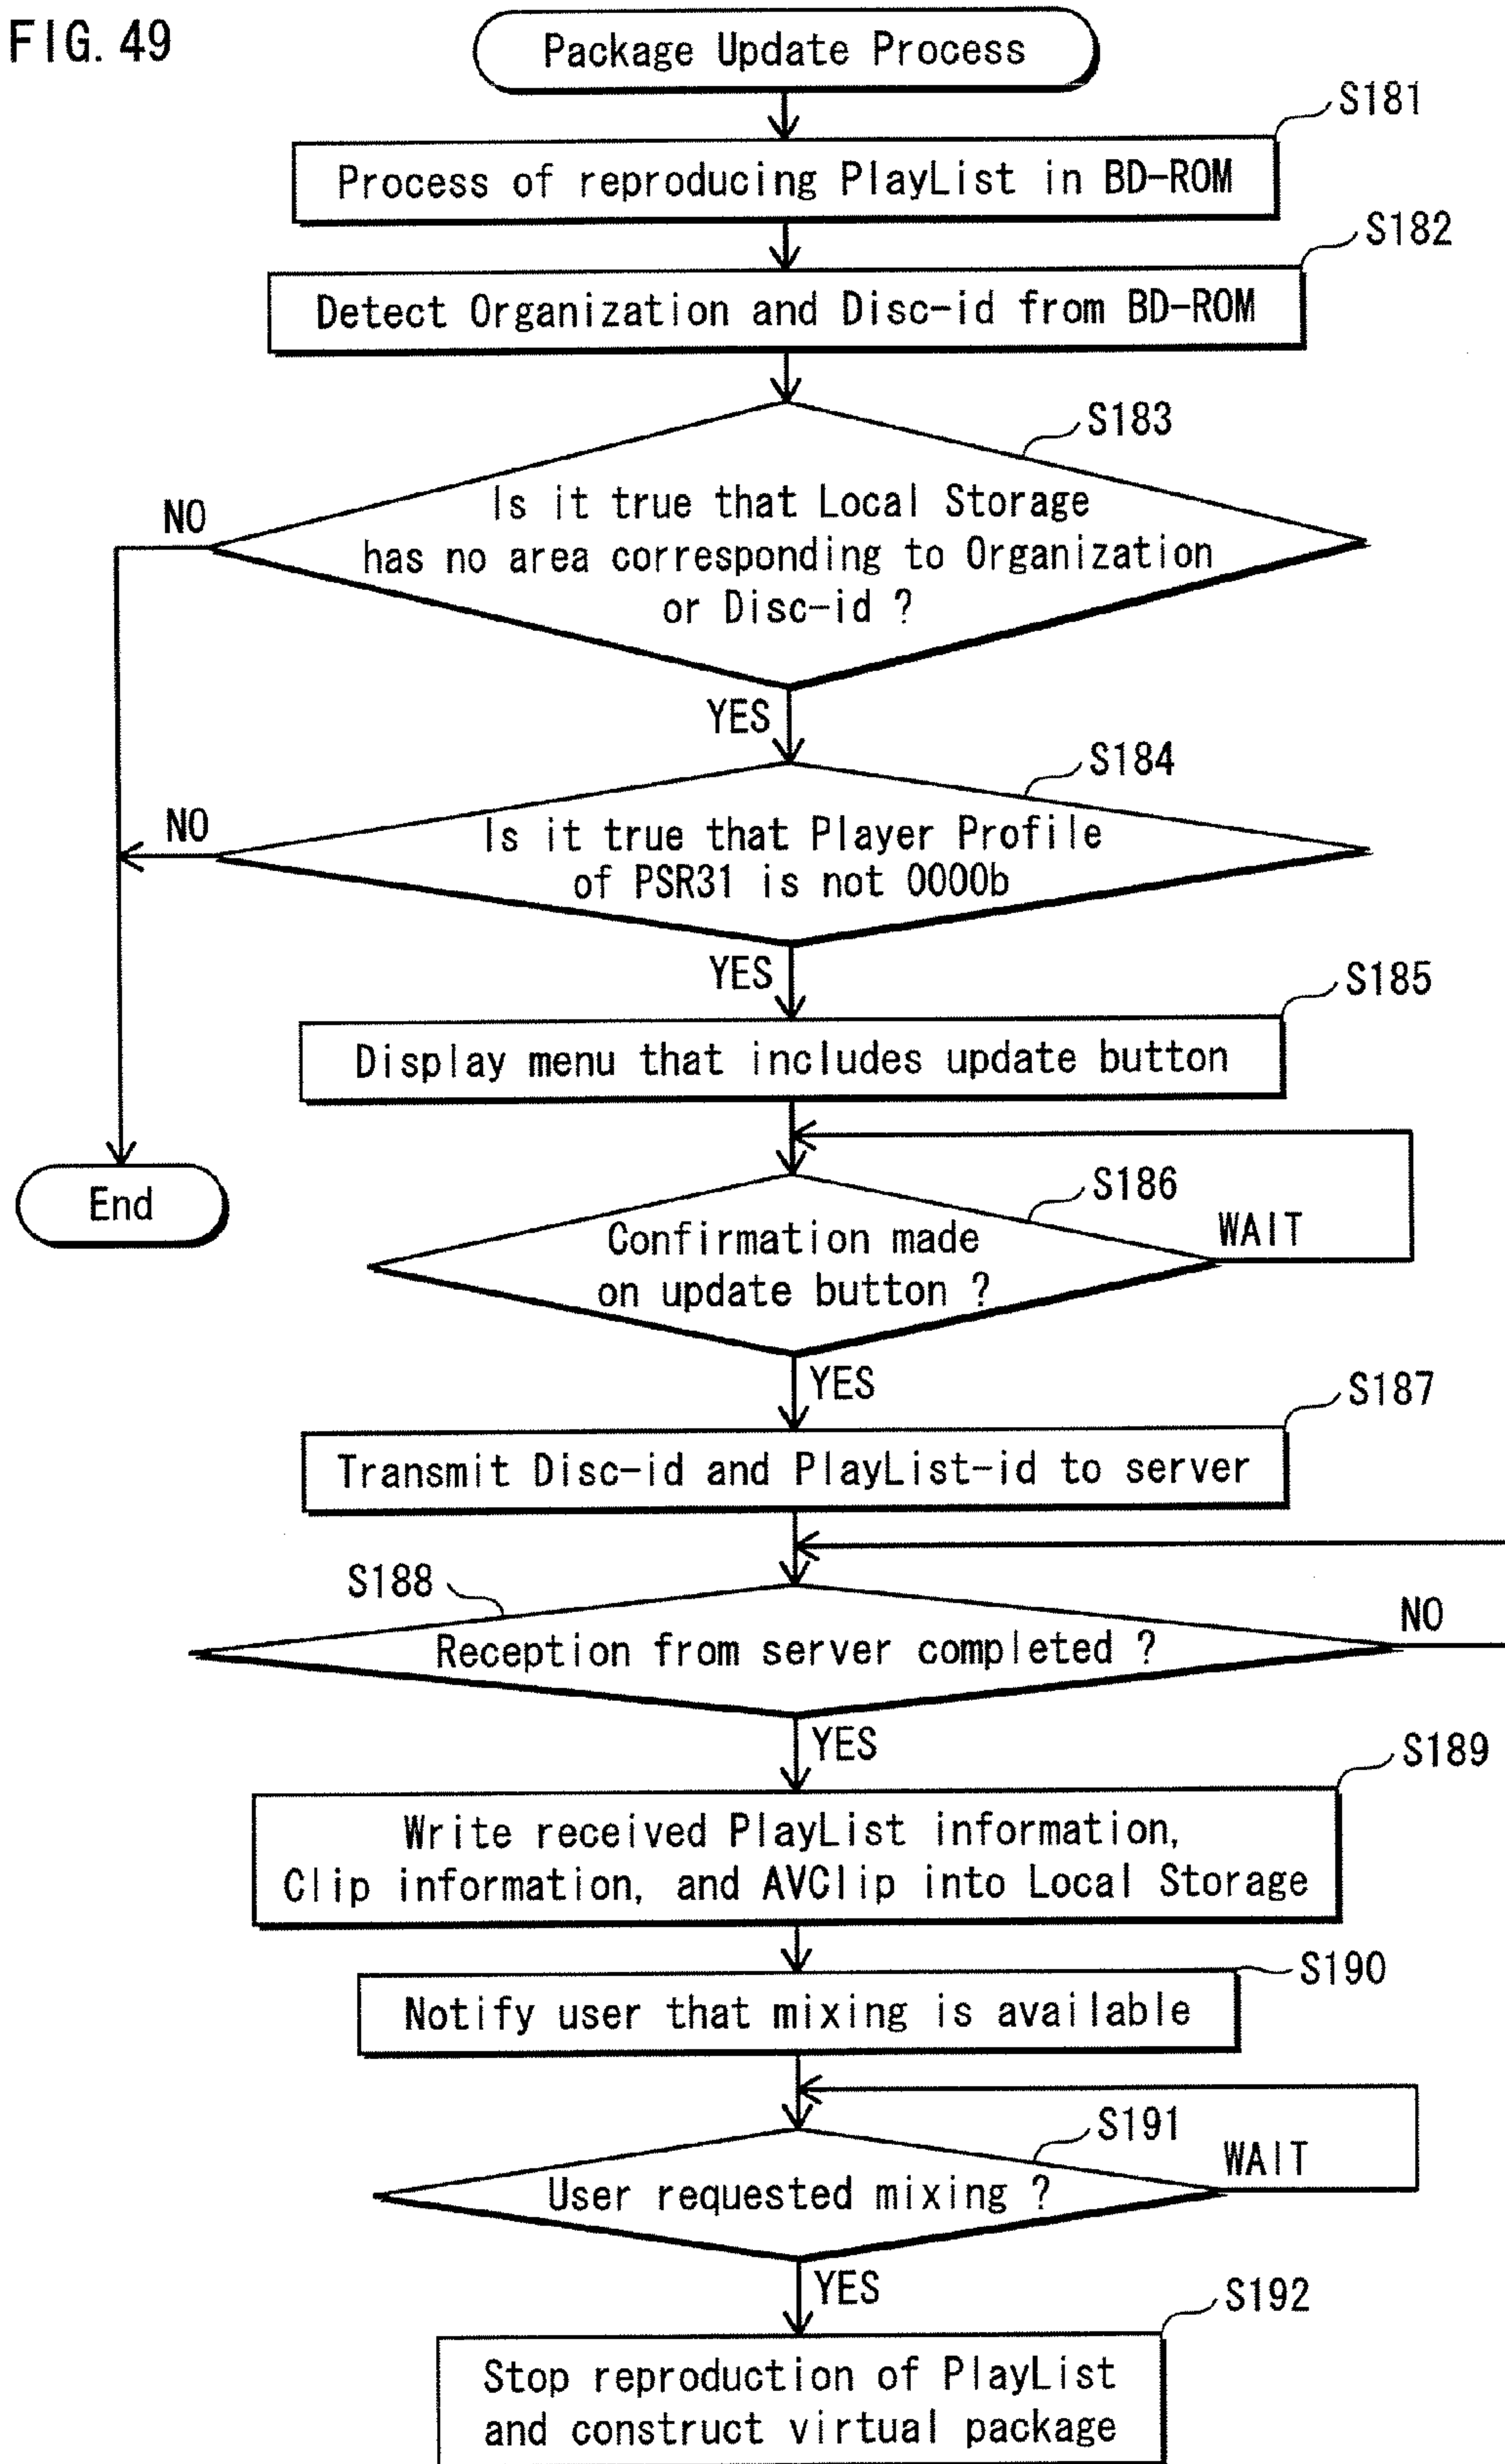 FIG. 49
Package Update Process
S181
Process of reproducing PlayList in BD-ROM
S182
Detect Organization and Disc-id from BD-ROM
S183
Is it true that Local Storage
has no area corresponding to Organization
or Disc-id ?
NO
YES
S184
Is it true that Player Profile
of PSR31 is not 0000b
NO
YES
S185
Display menu that includes update button
End
S186
Confirmation made
on update button ?
WAIT
YES
S187
Transmit Disc-id and PlayList-id to server
S188
Reception from server completed ?
NO
YES
S189
Write received PlayList information,
Clip information, and AVClip into Local Storage
S190
Notify user that mixing is available
S191
User requested mixing ?
WAIT
YES
S192
Stop reproduction of PlayList
and construct virtual package